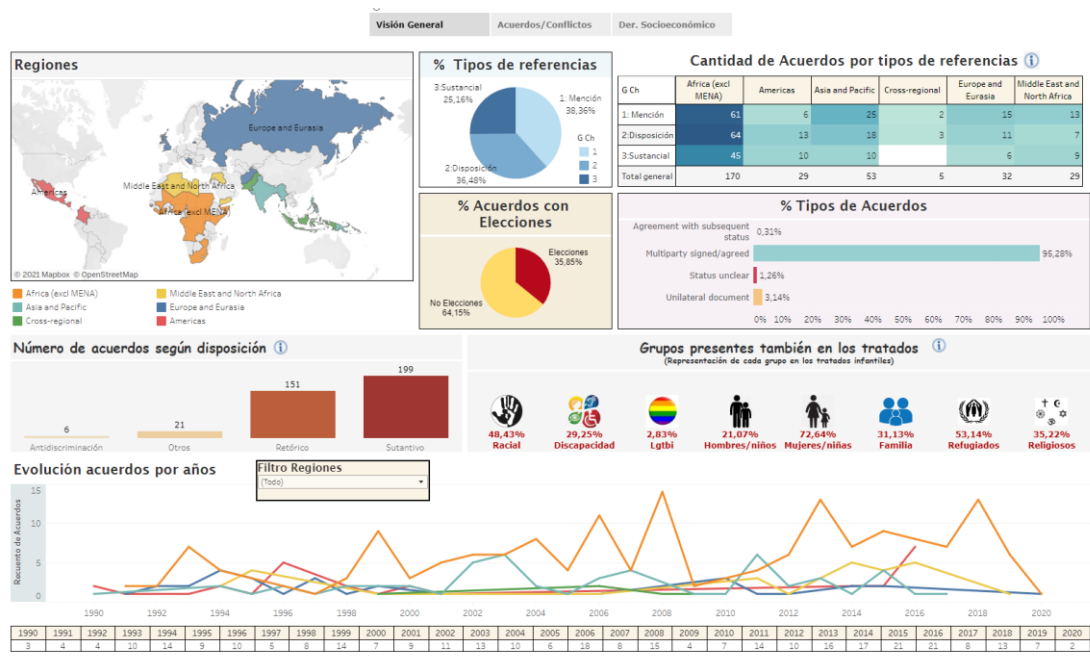 Visión General Acuerdos/Conflictos Der. Socioeconómico
Regiones
Europe and Eurasia
Middle East and North Africa
Americas
Africa (excl MENA)
© 2021 Mapbox © OpenStreetMap
Africa (excl MENA) Middle East and North Africa
Asia and Pacific Europe and Eurasia
Cross-regional Americas
% Tipos de referencias
3:Sustancial
25,16%
1: Mención
38,36%
2:Disposición
36,48%
G Ch
1
2
3
% Acuerdos con
Elecciones
Elecciones
35,85%
No Elecciones
64,15%
Cantidad de Acuerdos por tipos de referencias
G Ch Africa (excl MENA) Americas Asia and Pacific Cross-regional Europe and Eurasia Middle East and North Africa
1: Mención 61 6 25 2 15 13
2:Disposición 64 13 18 3 11 7
3:Sustancial 45 10 10 6 9
Total general 170 29 53 5 32 29
% Tipos de Acuerdos
Agreement with subsequent
status 0,31%
Multiparty signed/agreed 95,28%
Status unclear 1,26%
Unilateral document 3,14%
0% 10% 20% 30% 40% 50% 60% 70% 80% 90% 100%
Número de acuerdos según disposición
6 21 151 199
Antidiscriminación Otros Retórico Sutantivo
Grupos presentes también en los tratados
(Representación de cada grupo en los tratados infantiles)
48,43% 29,25% 2,83% 21,07% 72,64% 31,13% 53,14% 35,22%
Racial Discapacidad Lgtbi Hombres/niños Mujeres/niñas Familia Refugiados Religiosos
Evolución acuerdos por años
Filtro Regiones
(Todo)
Recuento de Acuerdos
15
10
5
0
1990 1992 1994 1996 1998 2000 2002 2004 2006 2008 2010 2012 2014 2016 2018 2020
1990 1991 1992 1993 1994 1995 1996 1997 1998 1999 2000 2001 2002 2003 2004 2005 2006 2007 2008 2009 2010 2011 2012 2013 2014 2015 2016 2017 2018 2019 2020
3 4 4 10 14 9 10 5 8 14 7 9 11 13 10 6 18 8 15 4 7 14 10 16 17 21 21 8 13 7 2